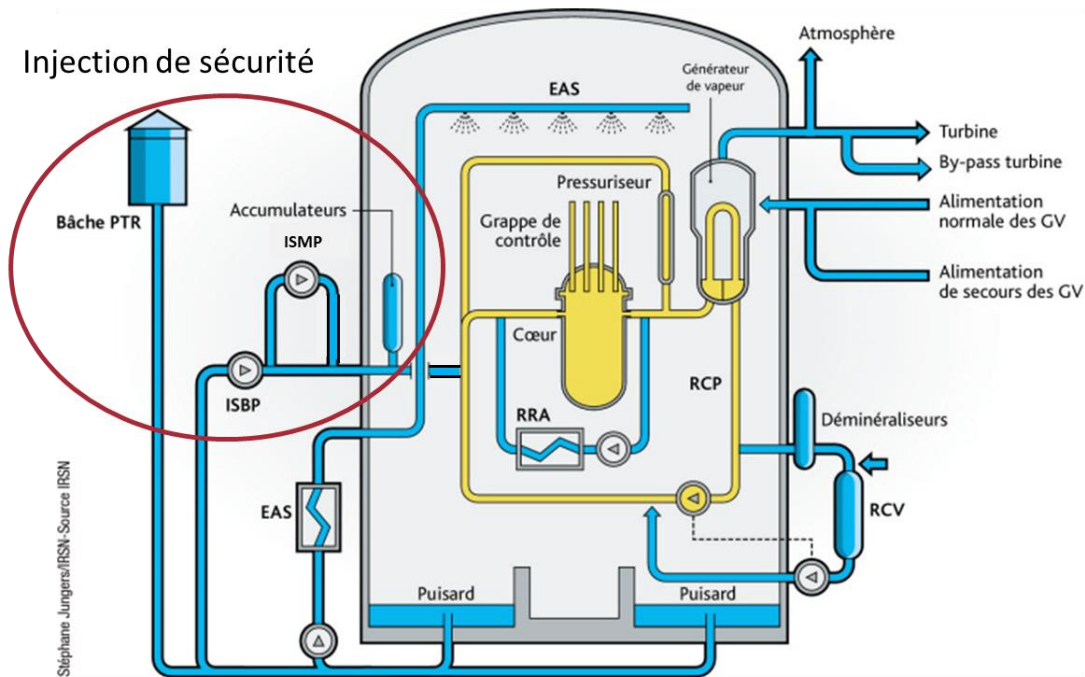 Injection de sécurité
Atmosphère
Générateur
de vapeur
EAS
Turbine
By-pass turbine
Pressuriseur
Bâche PTR
Accumulateurs
ISMP
Grappe de
contrôle
Alimentation
normale des GV
Alimentation
de secours des GV
Cœur
ISBP
RCP
RRA
Déminéraliseurs
EAS
RCV
Puisard
Puisard
Stéphane Jungers/IRSN-Source IRSN